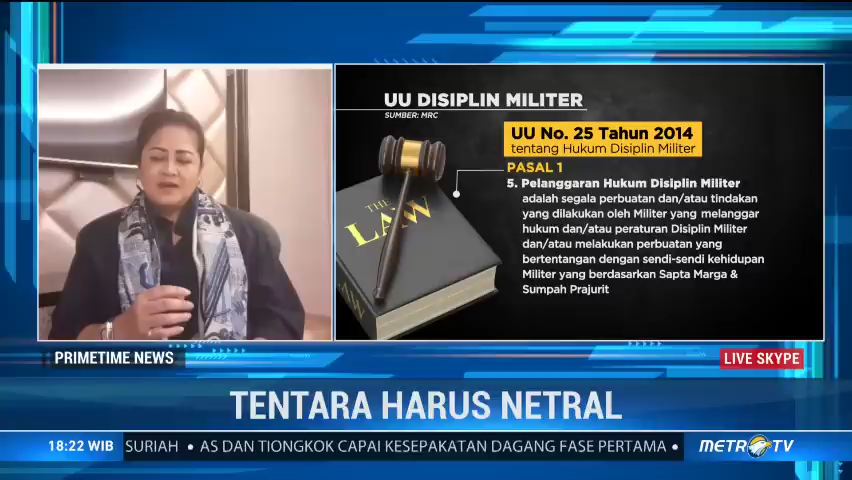 UU DISIPLIN MILITER
SUMBER: MRC
UU No. 25 Tahun 2014
tentang Hukum Disiplin Militer
PASAL 1
5. Pelanggaran Hukum Disiplin Militer
adalah segala perbuatan dan/atau tindakan
yang dilakukan oleh Militer yang melanggar
hukum dan/atau peraturan Disiplin Militer
dan/atau melakukan perbuatan yang
bertentangan dengan sendi-sendi kehidupan
Militer yang berdasarkan Sapta Marga &
Sumpah Prajurit
THE
LAW
LAW
PRIMETIME NEWS
LIVE SKYPE
TENTARA HARUS NETRAL
18:22 WIB
SURIAH • AS DAN TIONGKOK CAPAI KESEPAKATAN DAGANG FASE PERTAMA •
METRO TV